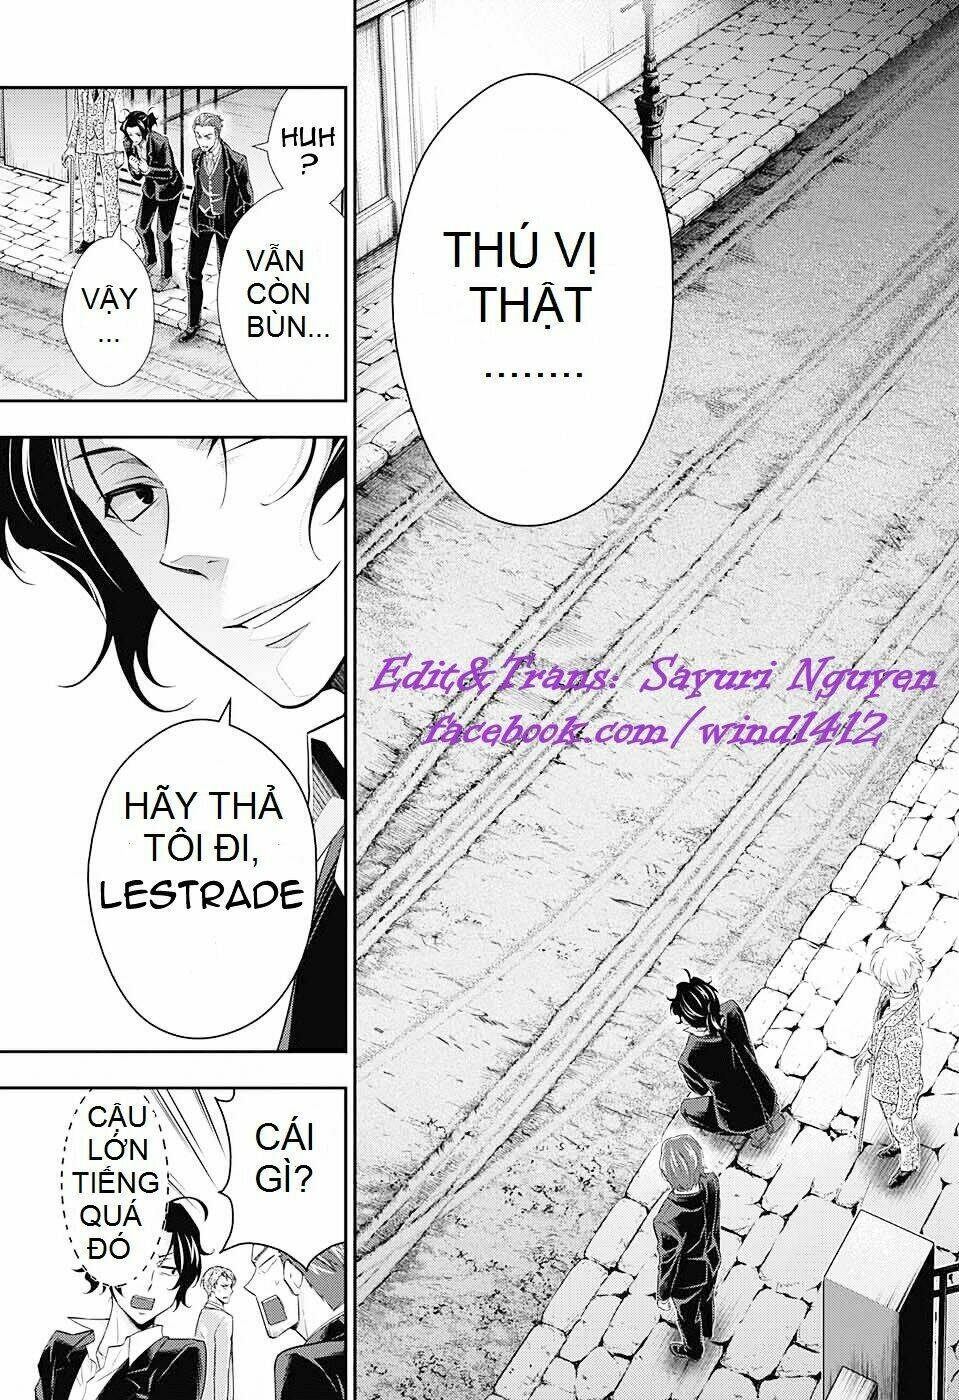 THÚ VỊ
THẬT
........
HUH
?
VẪN
CÒN
BÙN...
VẬY
...
HÃY THẢ
TÔI ĐI,
LESTRADE
CÁI
GÌ?
CẬU
LỚN
TIẾNG
QUÁ
ĐÓ
Edit&Trans: Sayuri Nguyen
facebook.com/wind1412